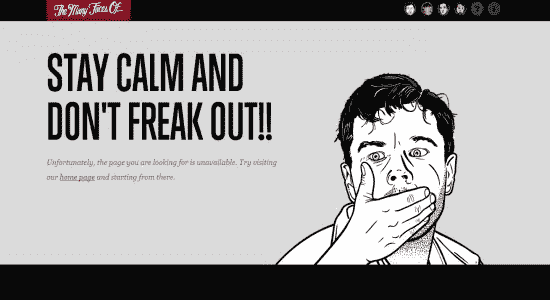 The Many Faces Of...
STAY CALM AND
DON'T FREAK OUT!!
Unfortunately, the page you are looking for is unavailable. Try visiting
our home page and starting from there.